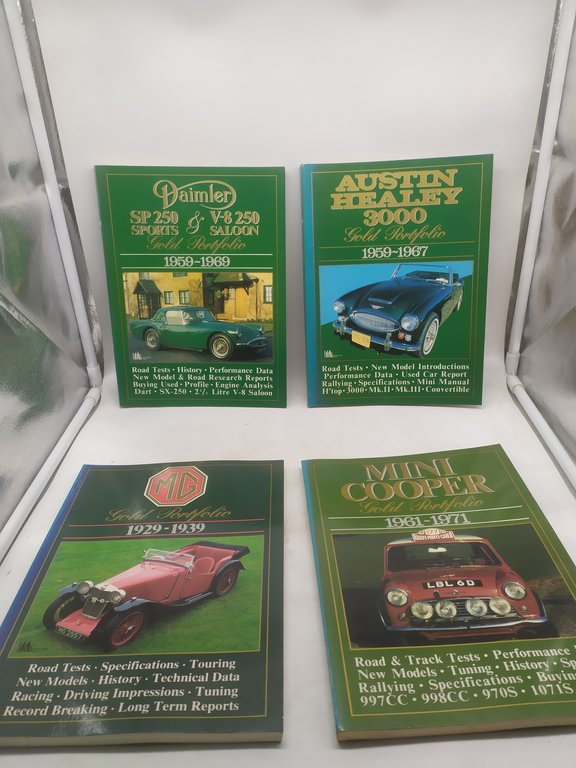 Daimler
SP 250 & V-8 250
SPORTS SALOON
Gold Portfolio
1959~1969
Road Tests · History · Performance Data
New Model & Road Research Reports
Buying Used · Profile · Engine Analysis
Dart · SX-250 · 2½ Litre V-8 Saloon
AUSTIN
HEALEY
3000
Gold Portfolio
1959~1967
Road Tests · New Model Introductions
Performance Data · Used Car Report
Rallying · Specifications · Mini Manual
H'top · 3000 · Mk.II · Mk.III · Convertible
MG
Gold Portfolio
1929-1939
Road Tests · Specifications · Touring
New Models · History · Technical Data
Racing · Driving Impressions · Tuning
Record Breaking · Long Term Reports
MINI
COOPER
Gold Portfolio
1961~1971
LBL 6D
Road & Track Tests · Performance
New Models · Tuning · History · Sp
Rallying · Specifications · Buyin
997CC · 998CC · 970S · 1071S